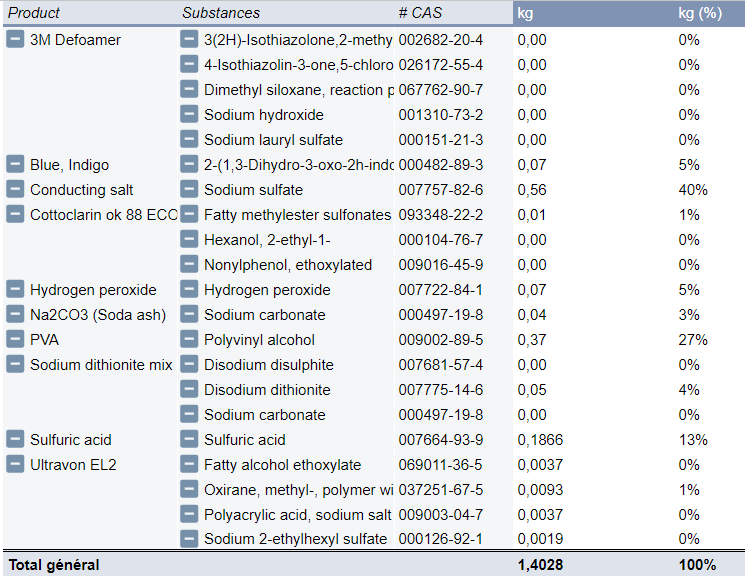 Product Substances # CAS kg kg (%)
3M Defoamer 3(2H)-Isothiazolone,2-methy 002682-20-4 0,00 0%
4-Isothiazolin-3-one,5-chloro 026172-55-4 0,00 0%
Dimethyl siloxane, reaction p 067762-90-7 0,00 0%
Sodium hydroxide 001310-73-2 0,00 0%
Sodium lauryl sulfate 000151-21-3 0,00 0%
Blue, Indigo 2-(1,3-Dihydro-3-oxo-2h-indo 000482-89-3 0,07 5%
Conducting salt Sodium sulfate 007757-82-6 0,56 40%
Cottoclarin ok 88 ECO Fatty methylester sulfonates 093348-22-2 0,01 1%
Hexanol, 2-ethyl-1- 000104-76-7 0,00 0%
Nonylphenol, ethoxylated 009016-45-9 0,00 0%
Hydrogen peroxide Hydrogen peroxide 007722-84-1 0,07 5%
Na2CO3 (Soda ash) Sodium carbonate 000497-19-8 0,04 3%
PVA Polyvinyl alcohol 009002-89-5 0,37 27%
Sodium dithionite mix Disodium disulphite 007681-57-4 0,00 0%
Disodium dithionite 007775-14-6 0,05 4%
Sodium carbonate 000497-19-8 0,00 0%
Sulfuric acid Sulfuric acid 007664-93-9 0,1866 13%
Ultravon EL2 Fatty alcohol ethoxylate 069011-36-5 0,0037 0%
Oxirane, methyl-, polymer wi 037251-67-5 0,0093 1%
Polyacrylic acid, sodium salt 009003-04-7 0,0037 0%
Sodium 2-ethylhexyl sulfate 000126-92-1 0,0019 0%
Total général 1,4028 100%